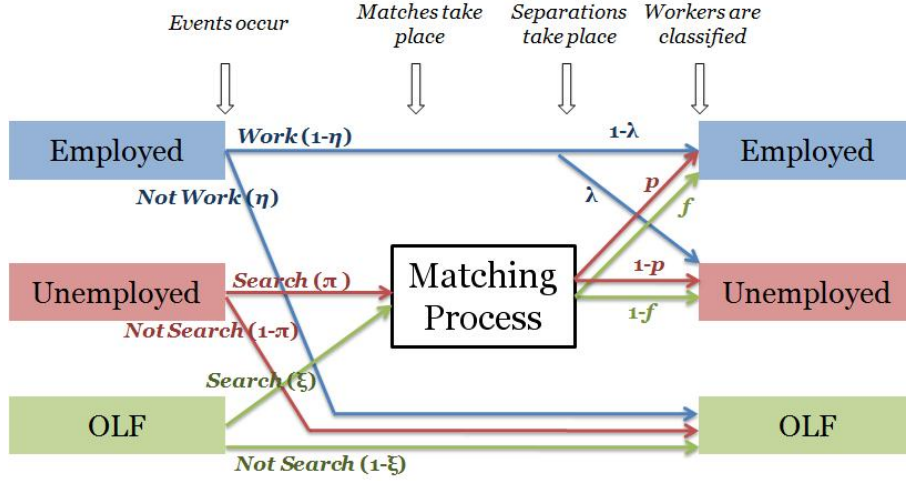 Events occur
Matches take
place
Separations
take place
Workers are
classified
Employed
Work (1-η)
1-λ
Employed
Not Work (η)
λ
p
f
Unemployed
Search (π )
Matching
Process
1-p
Unemployed
Not Search (1-π)
1-f
Search (ξ)
OLF
OLF
Not Search (1-ξ)